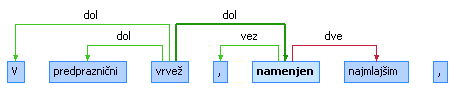 dol dol
dol vez dve
V predpraznični vrvež , namenjen najmlajšim ,